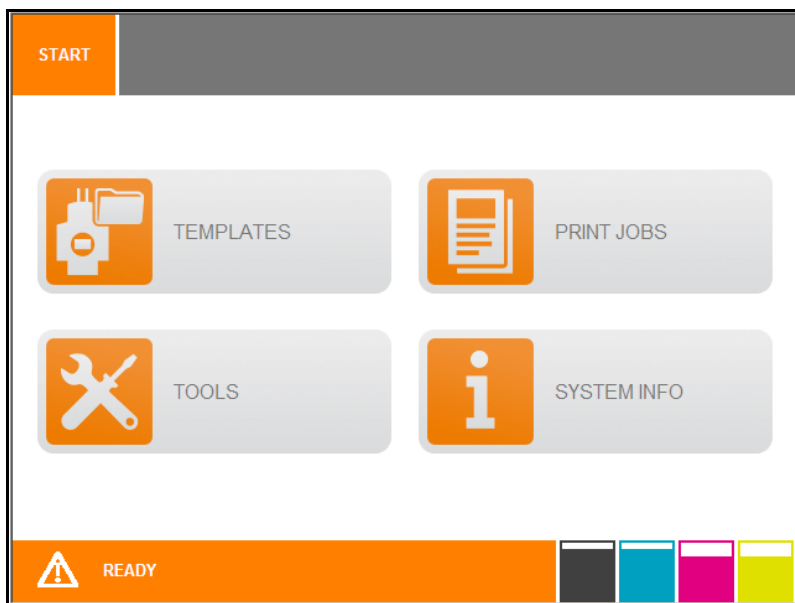 START
TEMPLATES
PRINT JOBS
TOOLS
SYSTEM INFO
READY